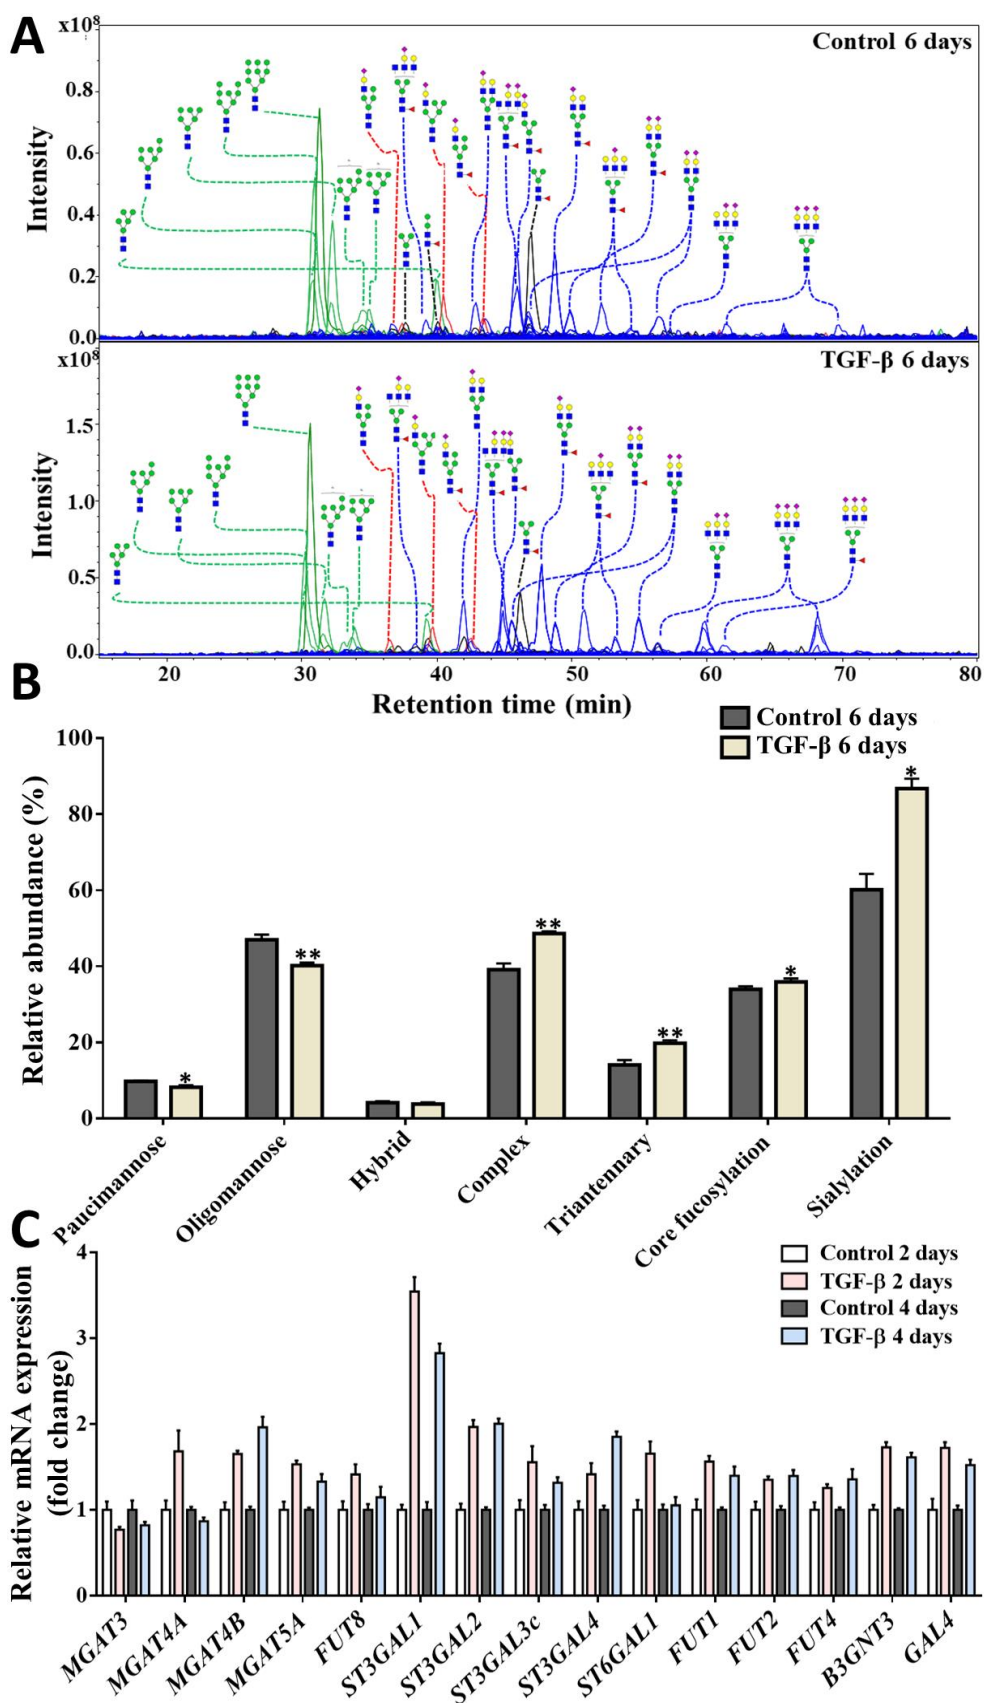 A
x10⁸
Control 6 days
0.8
0.6
0.4
0.2
0.0
Intensity
x10⁸
TGF-β 6 days
1.5
1.0
0.5
0.0
Intensity
20 30 40 50 60 70 80
Retention time (min)
B
Control 6 days
TGF-β 6 days
Relative abundance (%)
100
80
60
40
20
0
* ** ** ** * *
Paucimannose
Oligomannose
Hybrid
Complex
Triantennary
Core fucosylation
Sialylation
C
Control 2 days
TGF-β 2 days
Control 4 days
TGF-β 4 days
Relative mRNA expression
(fold change)
4
3
2
1
0
MGAT3
MGAT4A
MGAT4B
MGAT5A
FUT8
ST3GAL1
ST3GAL2
ST3GAL3c
ST3GAL4
ST6GAL1
FUT1
FUT2
FUT4
B3GNT3
GAL4